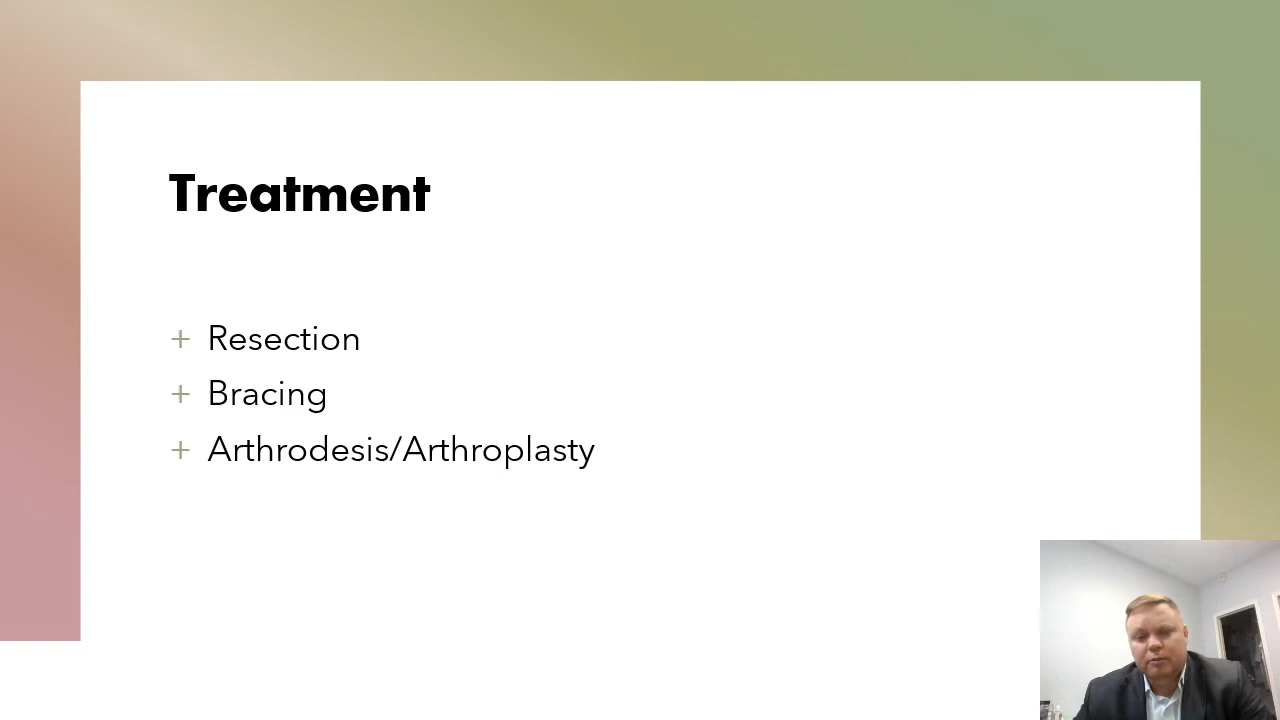 Treatment
+ Resection
+ Bracing
+ Arthrodesis/Arthroplasty